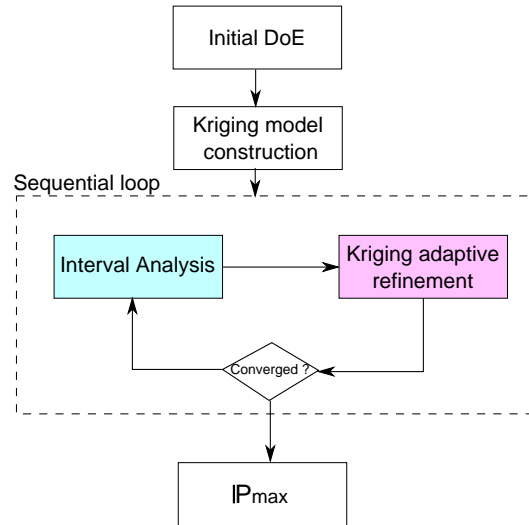 Initial DoE
Kriging model
construction
Sequential loop
Interval Analysis
Kriging adaptive
refinement
Converged ?
ℙmax